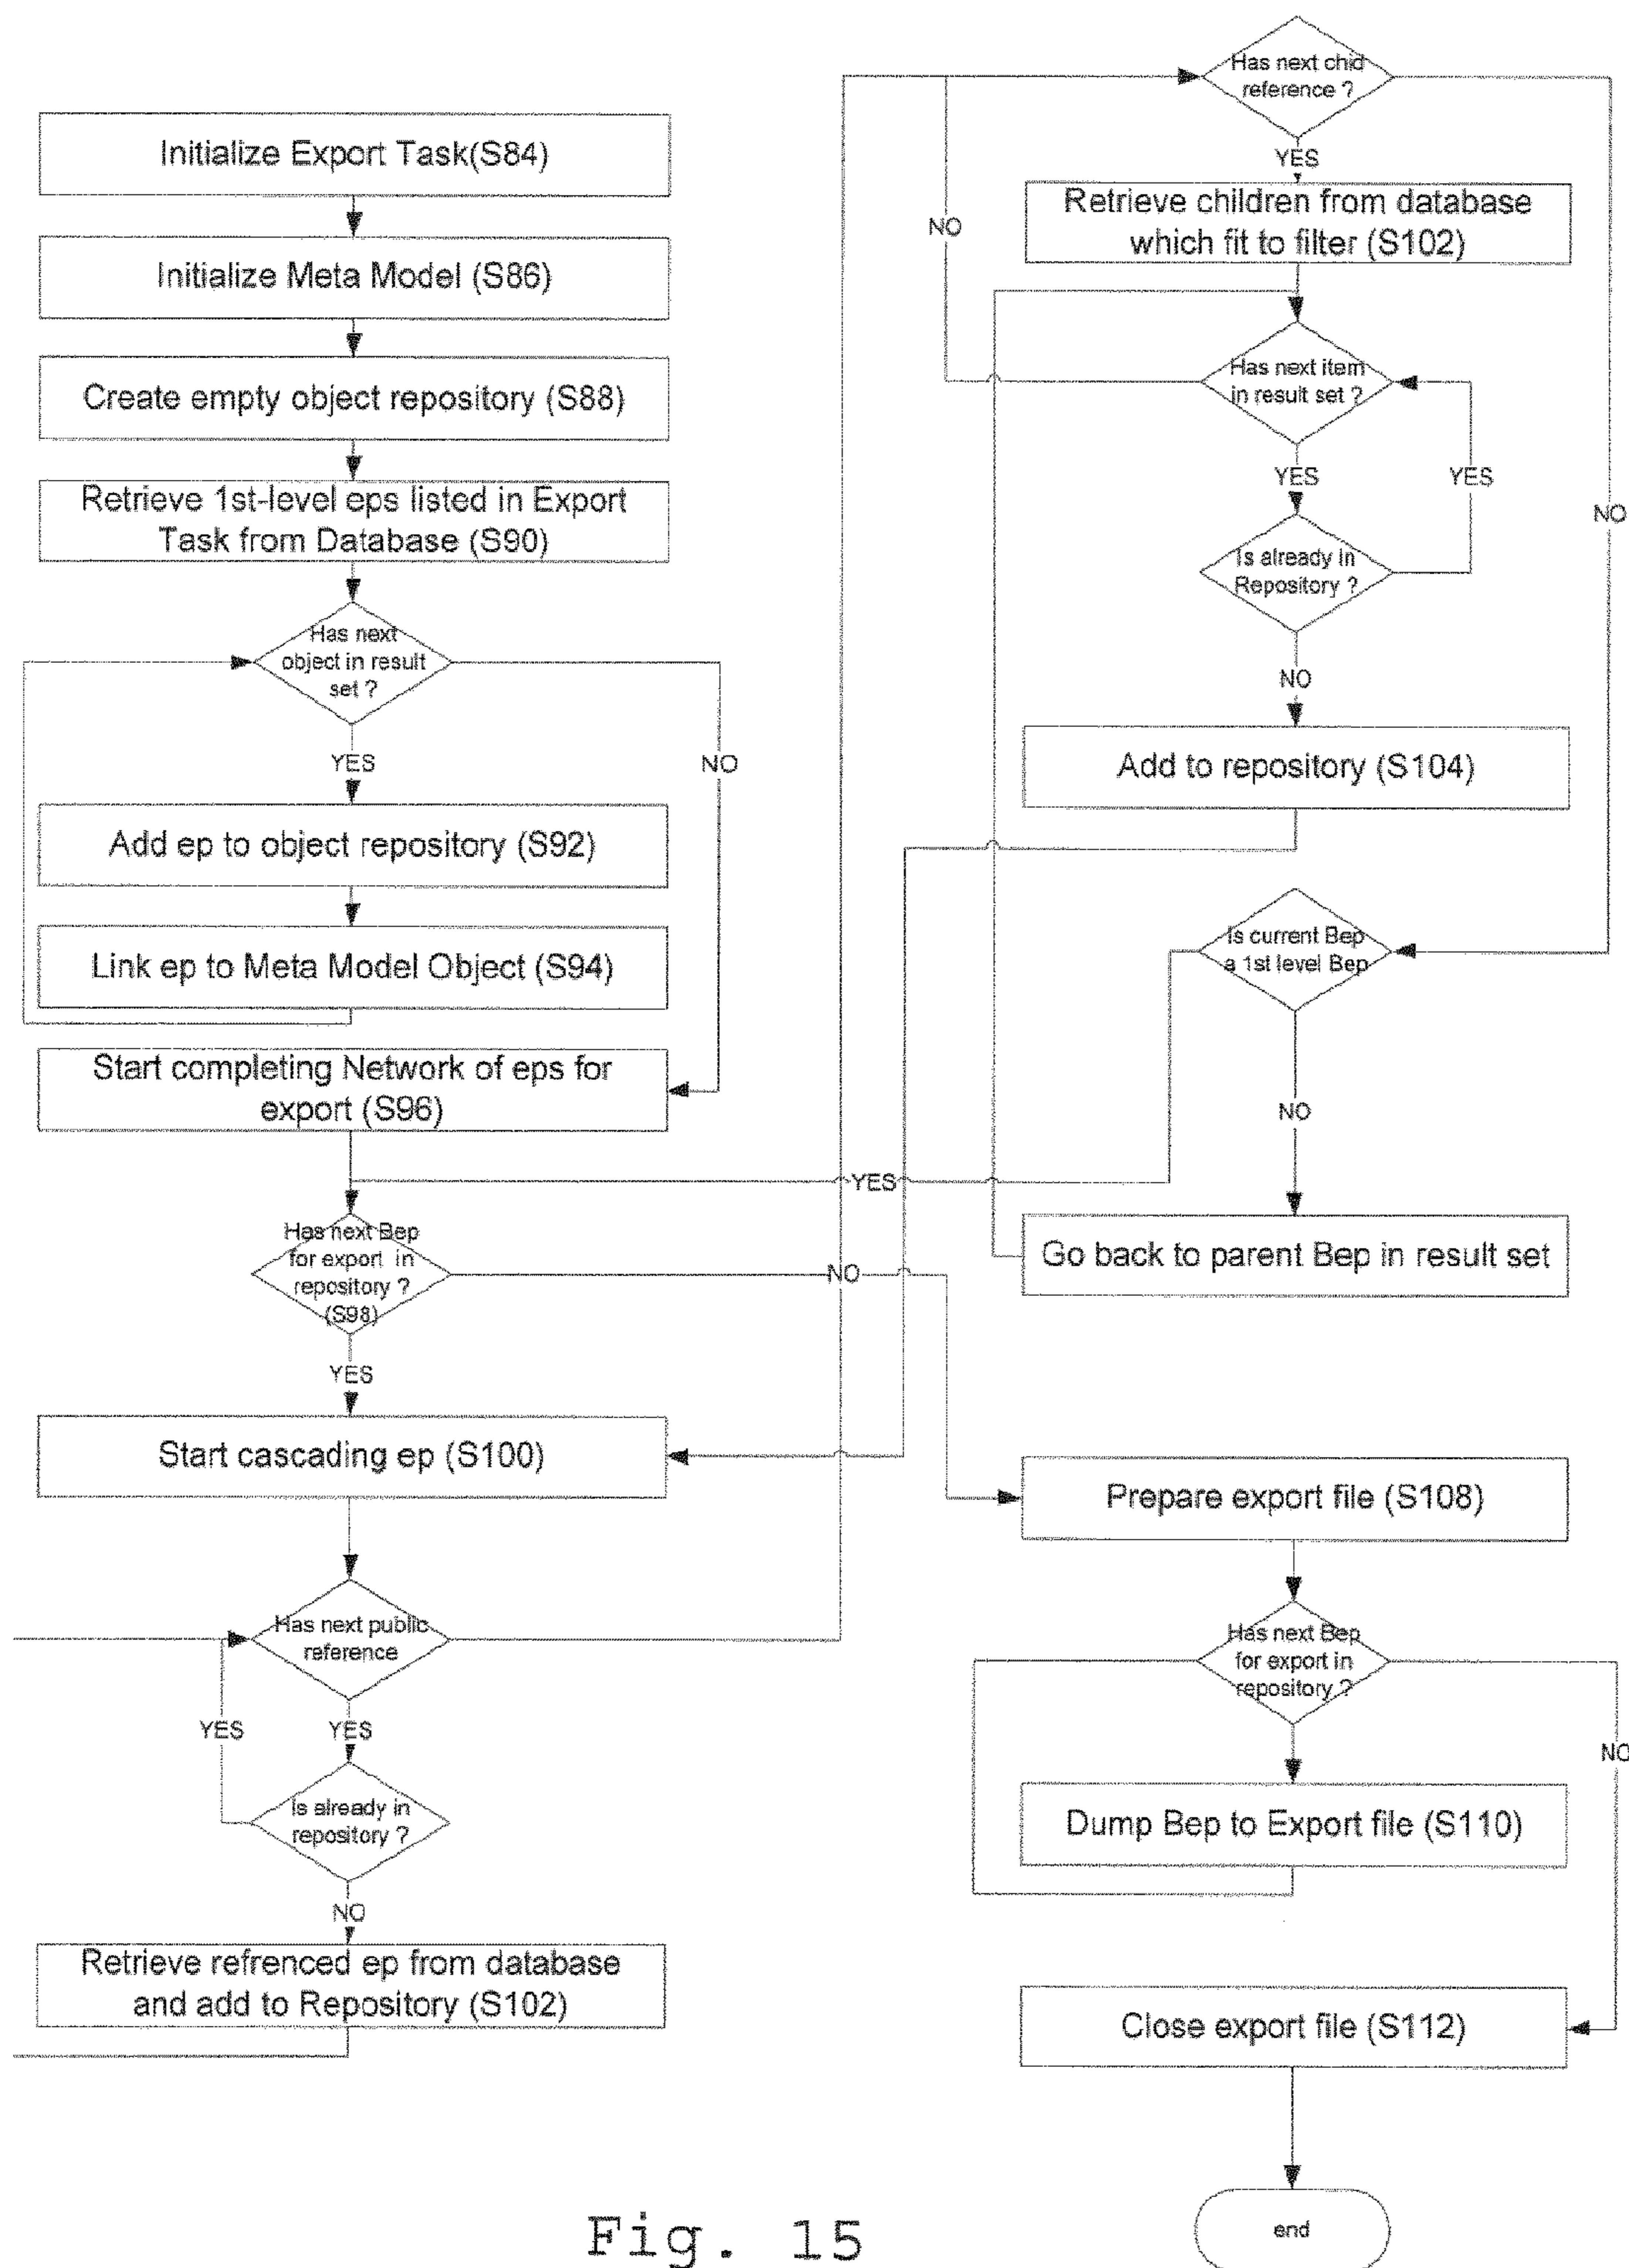 Initialize Export Task(S84)
Initialize Meta Model (S86)
Create empty object repository (S88)
Retrieve 1st-level eps listed in Export
Task from Database (S90)
Has next
object in result
set ?
YES
NO
Add ep to object repository (S92)
Link ep to Meta Model Object (S94)
Start completing Network of eps for
export (S96)
YES
Has next Bep
for export in
repository ?
(S98)
NO
YES
Start cascading ep (S100)
Has next public
reference
YES
YES
Is already in
repository ?
NO
Retrieve refrenced ep from database
and add to Repository (S102)
Has next chid
reference ?
YES
NO
Retrieve children from database
which fit to filter (S102)
Has next item
in result set ?
YES
YES
NO
Is already in
Repository ?
NO
Add to repository (S104)
Is current Bep
a 1st level Bep
NO
Go back to parent Bep in result set
Prepare export file (S108)
Has next Bep
for export in
repository ?
NO
Dump Bep to Export file (S110)
Close export file (S112)
end
Fig. 15